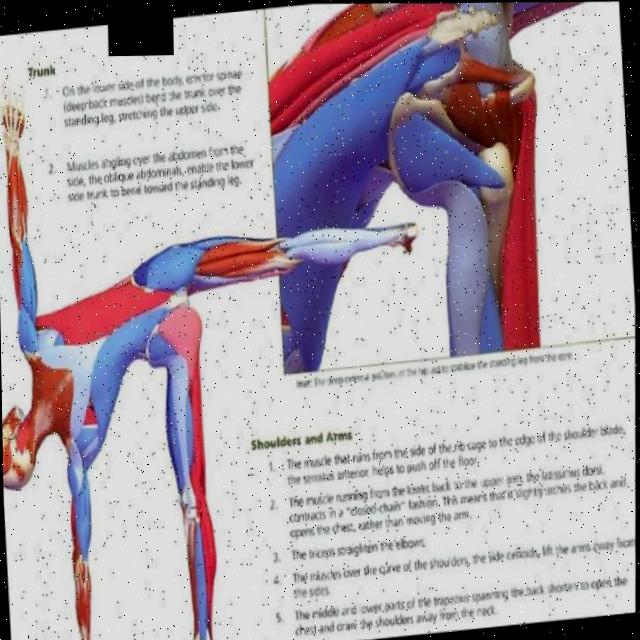 Trunk
1. On the lower side of the body, erector spinae
(deep back muscles) bend the trunk over the
standing leg, stretching the upper side.
2. Muscles angling over the abdomen from the
side, the oblique abdominals, enable the lower
side trunk to bend toward the standing leg.
Shoulders and Arms
1. The muscle that runs from the side of the rib cage to the edge of the shoulder blade,
the serratus anterior, helps to push off the floor.
2. The muscle running from the lower back to the upper arm, the latissimus dorsi,
contracts in a "closed-chain" fashion. This means that it slightly arches the back and
opens the chest, rather than moving the arm.
3. The triceps straighten the elbows.
4. The muscles over the curve of the shoulders, the side deltoids, lift the arms away from
the sides.
5. The middle and lower parts of the trapezius spanning the back shorten to open the
chest and draw the shoulders away from the neck.